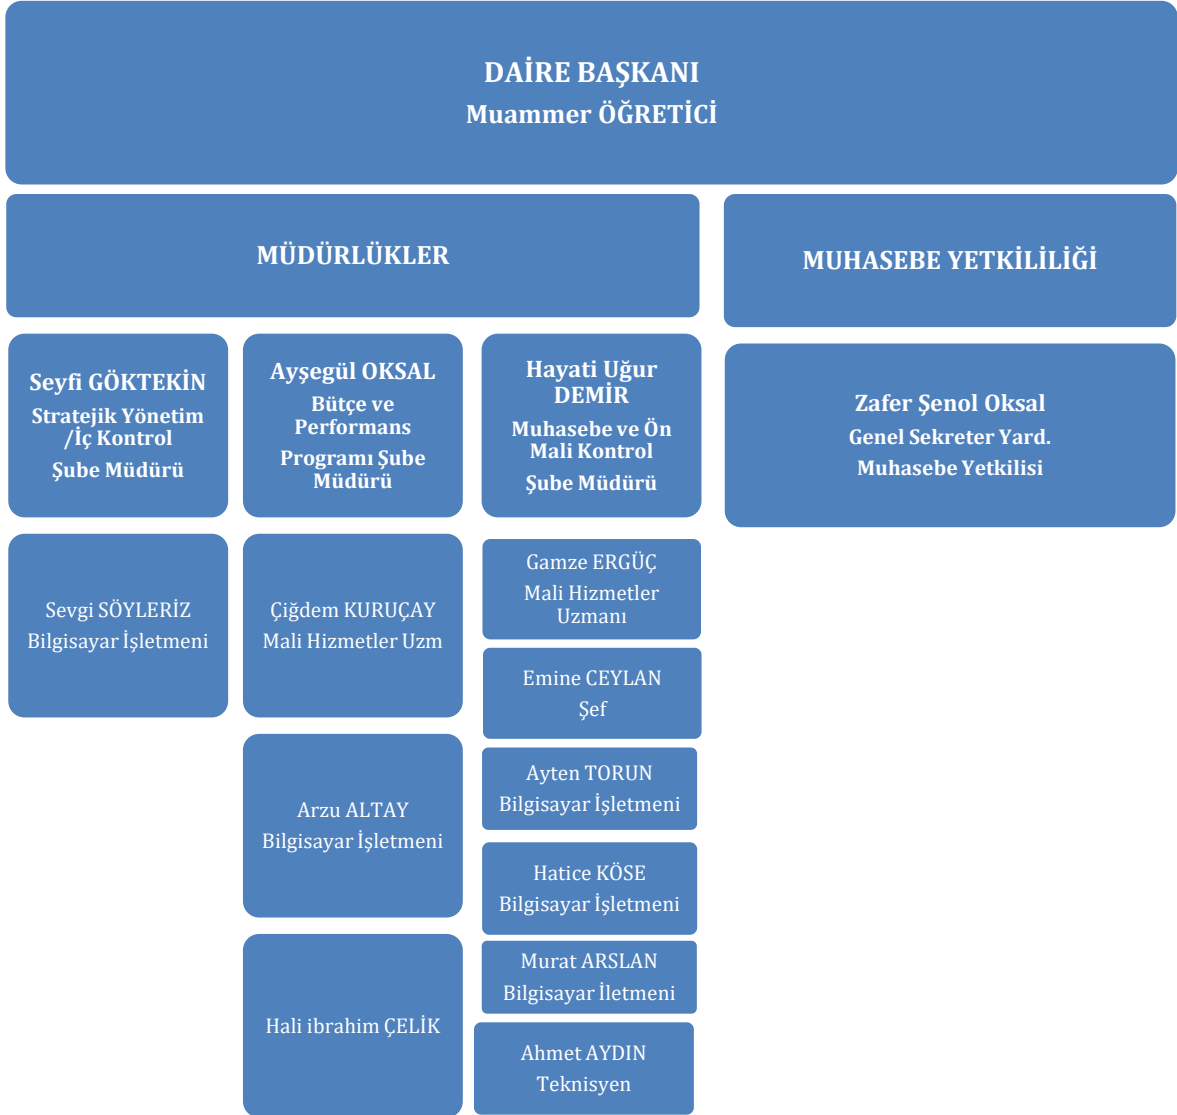 DAİRE BAŞKANI
Muammer ÖĞRETİCİ
MÜDÜRLÜKLER
MUHASEBE YETKİLİLİĞİ
Seyfi GÖKTEKİN
Stratejik Yönetim
/İç Kontrol
Şube Müdürü
Ayşegül OKSAL
Bütçe ve
Performans
Programı Şube
Müdürü
Hayati Uğur
DEMİR
Muhasebe ve Ön
Mali Kontrol
Şube Müdürü
Zafer Şenol Oksal
Genel Sekreter Yard.
Muhasebe Yetkilisi
Sevgi SÖYLERİZ
Bilgisayar İşletmeni
Çiğdem KURUÇAY
Mali Hizmetler Uzm
Arzu ALTAY
Bilgisayar İşletmeni
Hali ibrahim ÇELİK
Gamze ERGÜÇ
Mali Hizmetler
Uzmanı
Emine CEYLAN
Şef
Ayten TORUN
Bilgisayar İşletmeni
Hatice KÖSE
Bilgisayar İşletmeni
Murat ARSLAN
Bilgisayar İletmeni
Ahmet AYDIN
Teknisyen